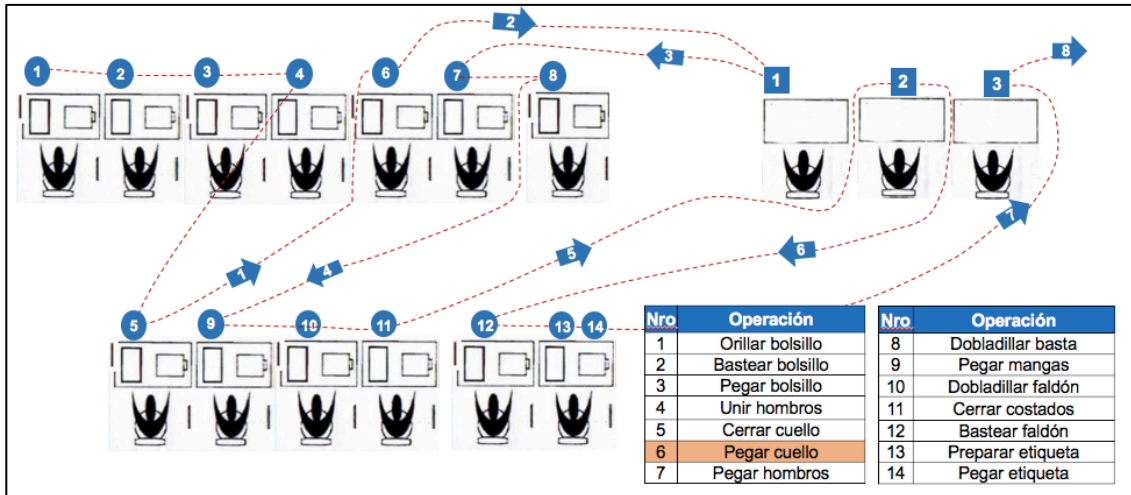 2
1 2 3 4 6 7 8 3 1 2 3 8
1 4 5 6 7
5 9 10 11 12 13 14
Nro. Operación
1 Orillar bolsillo
2 Bastear bolsillo
3 Pegar bolsillo
4 Unir hombros
5 Cerrar cuello
6 Pegar cuello
7 Pegar hombros
Nro. Operación
8 Dobladillar basta
9 Pegar mangas
10 Dobladillar faldón
11 Cerrar costados
12 Bastear faldón
13 Preparar etiqueta
14 Pegar etiqueta